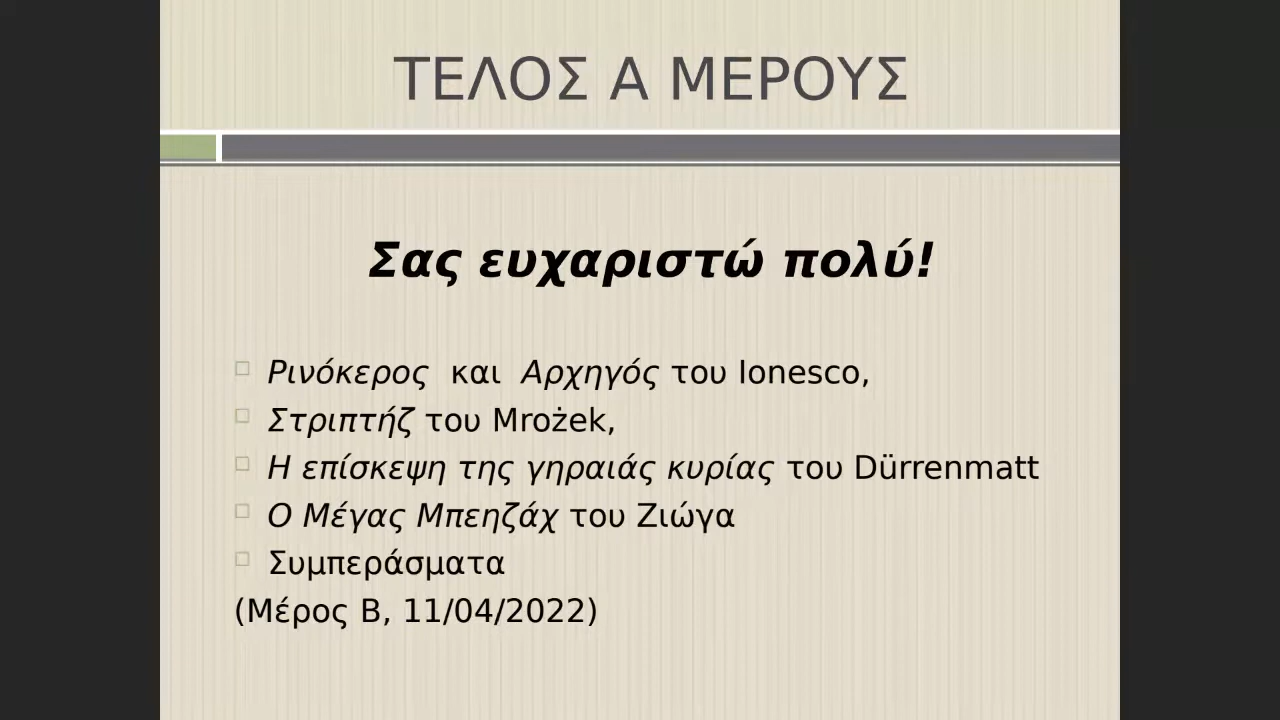 ΤΕΛΟΣ Α ΜΕΡΟΥΣ
Σας ευχαριστώ πολύ!
Ρινόκερος και Αρχηγός του Ionesco,
Στριπτήζ του Mrożek,
Η επίσκεψη της γηραιάς κυρίας του Dürrenmatt
Ο Μέγας Μπεηζάχ του Ζιώγα
Συμπεράσματα
(Μέρος Β, 11/04/2022)